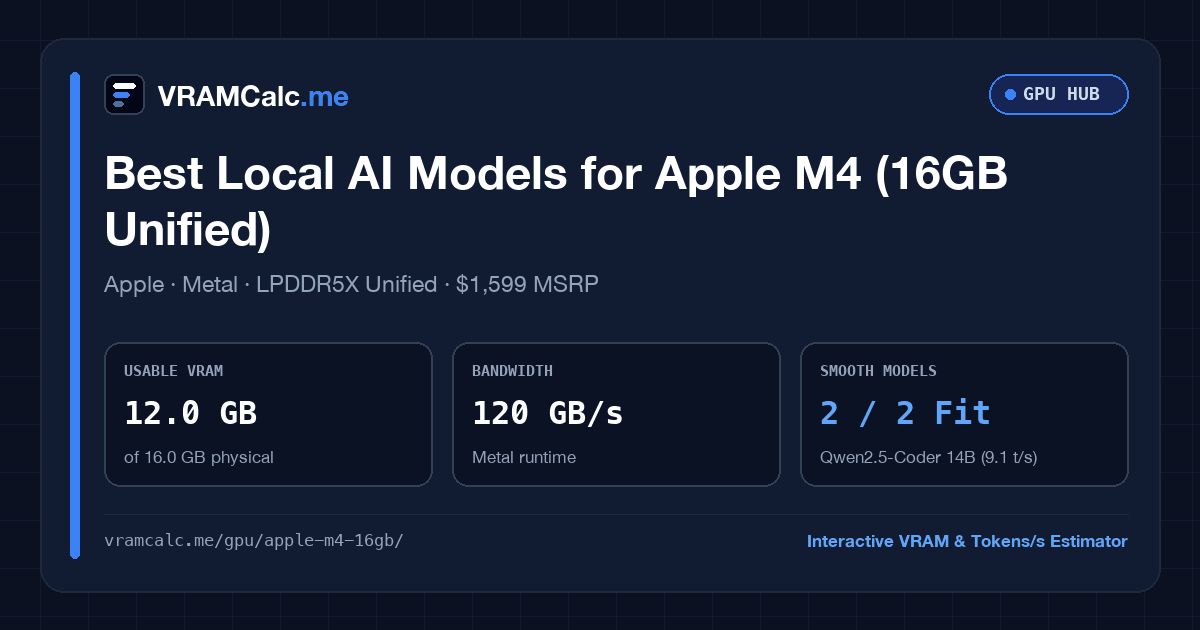 VRAMCalc.me
GPU HUB
Best Local AI Models for Apple M4 (16GB
Unified)
Apple · Metal · LPDDR5X Unified · $1,599 MSRP
USABLE VRAM
12.0 GB
of 16.0 GB physical
BANDWIDTH
120 GB/s
Metal runtime
SMOOTH MODELS
2 / 2 Fit
Qwen2.5-Coder 14B (9.1 t/s)
vramcalc.me/gpu/apple-m4-16gb/
Interactive VRAM & Tokens/s Estimator